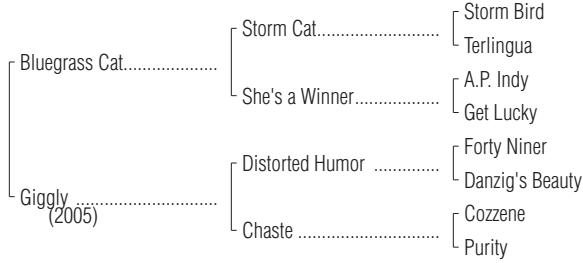 Storm Bird
Storm Cat
Terlingua
Bluegrass Cat
A.P. Indy
She's a Winner
Get Lucky
Forty Niner
Distorted Humor
Danzig's Beauty
Giggly
(2005)
Cozzene
Chaste
Purity